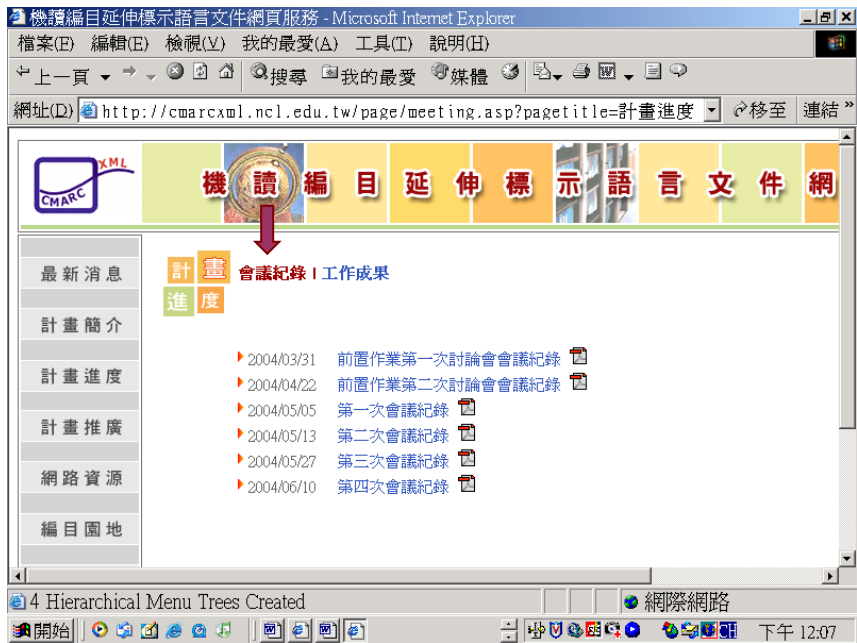 機讀編目延伸標示語言文件網頁服務 - Microsoft Internet Explorer
檔案(F) 編輯(E) 檢視(V) 我的最愛(A) 工具(T) 說明(H)
上一頁 搜尋 我的最愛 媒體
網址(D) http://cmarcxml.ncl.edu.tw/page/meeting.asp?pagetitle=計畫進度 移至 連結 »
CMARC XML 機讀編目延伸標示語言文件網
計畫進度
會議紀錄 | 工作成果
最新消息
計畫簡介
計畫進度
計畫推廣
網路資源
編目園地
2004/03/31 前置作業第一次討論會會議紀錄
2004/04/22 前置作業第二次討論會會議紀錄
2004/05/05 第一次會議紀錄
2004/05/13 第二次會議紀錄
2004/05/27 第三次會議紀錄
2004/06/10 第四次會議紀錄
4 Hierarchical Menu Trees Created 網際網路
開始 下午 12:07